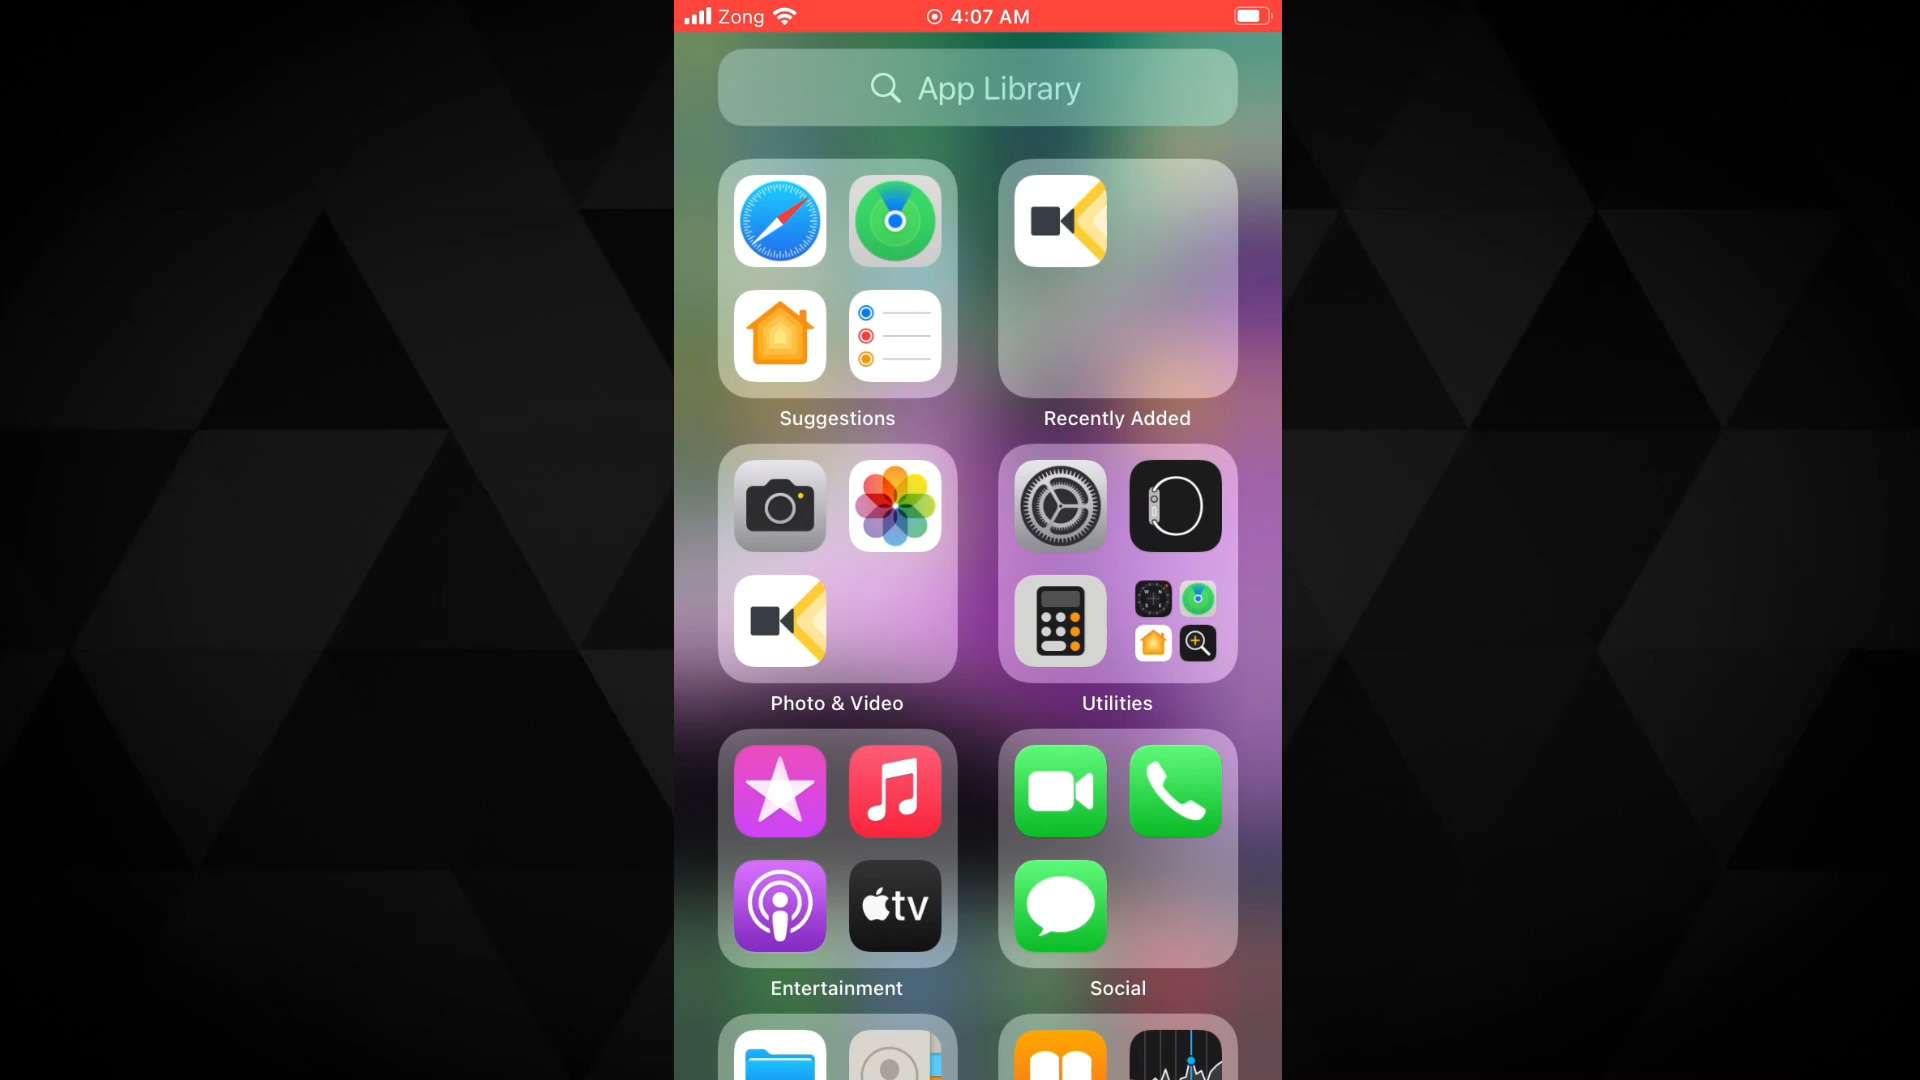 Zong 4:07 AM
App Library
Suggestions
Recently Added
Photo & Video
Utilities
tv
Entertainment
Social